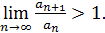 lim_{n→∞} a_{n+1}/a_n > 1.